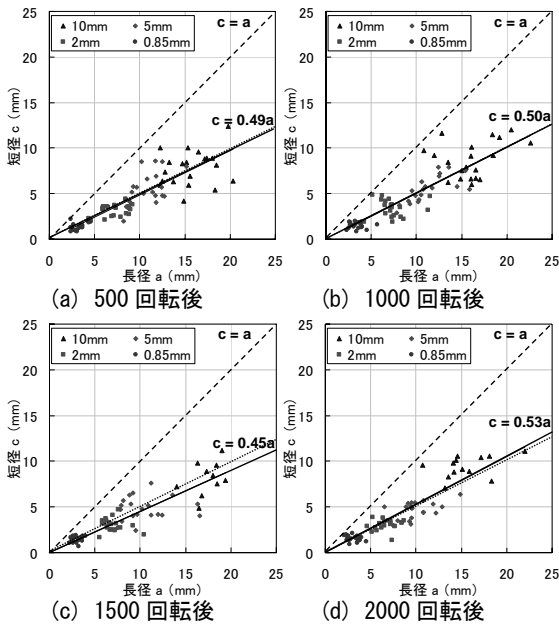 25
20
15
10
5
0
短径 c (mm)
10mm 5mm
2mm 0.85mm
c = a
c = 0.49a
0 5 10 15 20 25
長径 a (mm)
(a) 500 回転後
25
20
15
10
5
0
短径 c (mm)
10mm 5mm
2mm 0.85mm
c = a
c = 0.50a
0 5 10 15 20 25
長径 a (mm)
(b) 1000 回転後
25
20
15
10
5
0
短径 c (mm)
10mm 5mm
2mm 0.85mm
c = a
c = 0.45a
0 5 10 15 20 25
長径 a (mm)
(c) 1500 回転後
25
20
15
10
5
0
短径 c (mm)
10mm 5mm
2mm 0.85mm
c = a
c = 0.53a
0 5 10 15 20 25
長径 a (mm)
(d) 2000 回転後